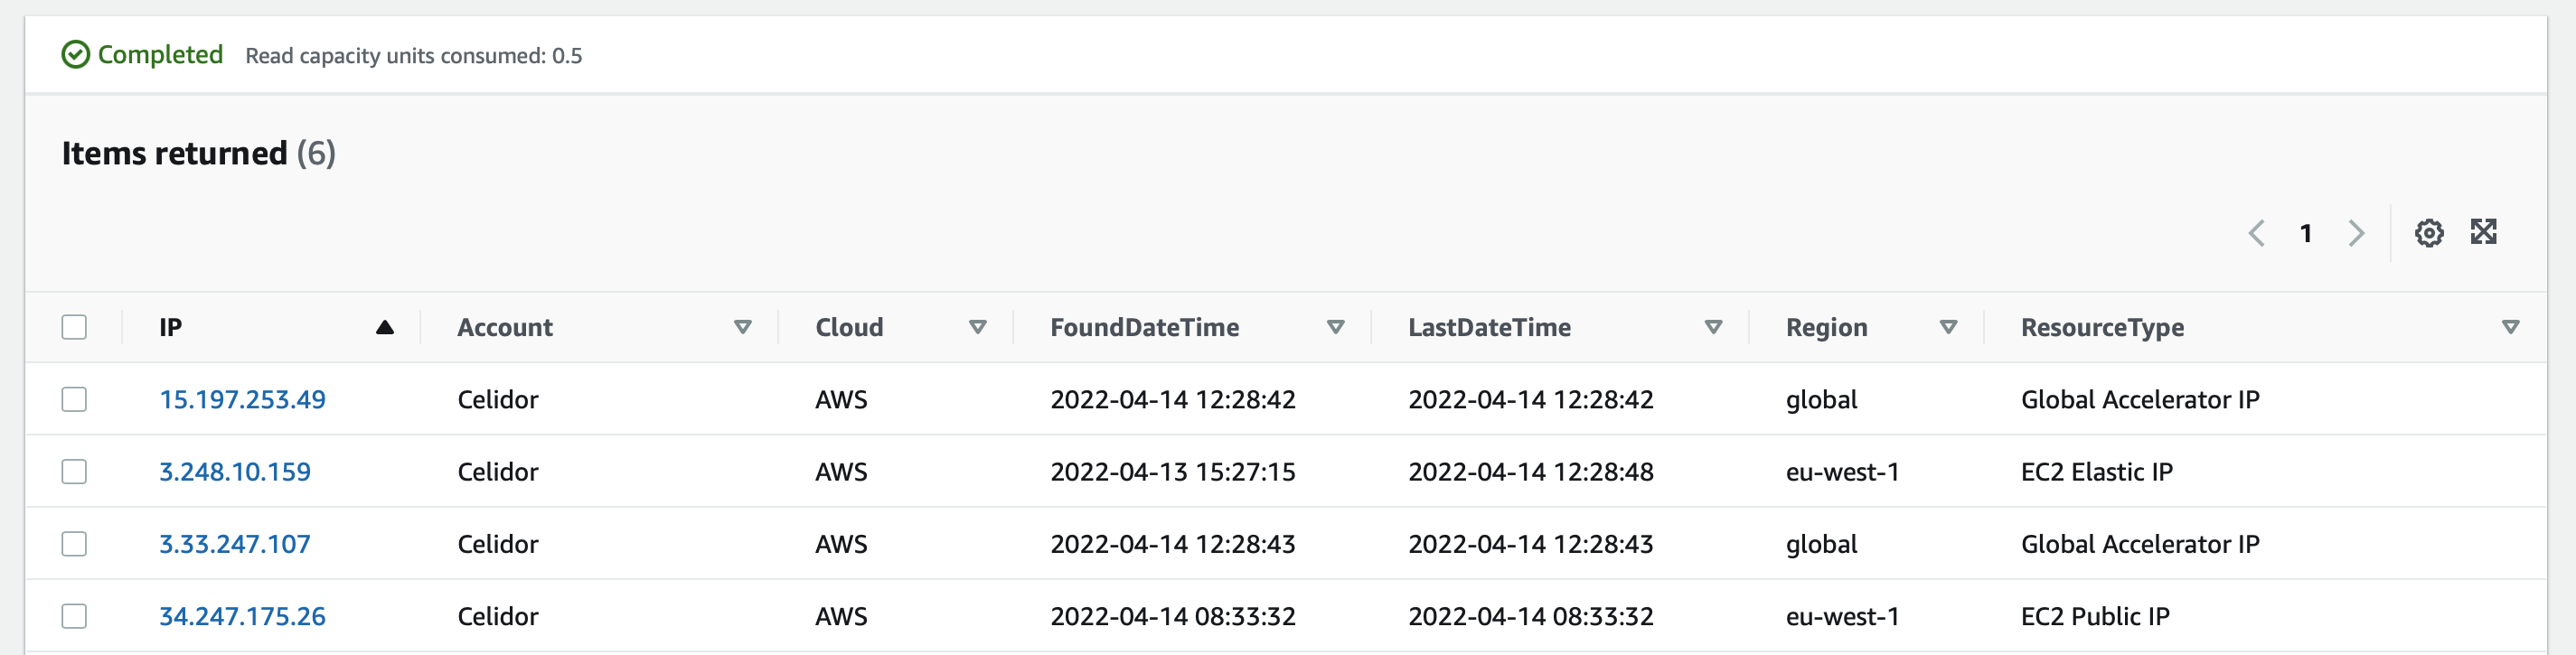 Completed Read capacity units consumed: 0.5
Items returned (6)
1
IP Account Cloud FoundDateTime LastDateTime Region ResourceType
15.197.253.49 Celidor AWS 2022-04-14 12:28:42 2022-04-14 12:28:42 global Global Accelerator IP
3.248.10.159 Celidor AWS 2022-04-13 15:27:15 2022-04-14 12:28:48 eu-west-1 EC2 Elastic IP
3.33.247.107 Celidor AWS 2022-04-14 12:28:43 2022-04-14 12:28:43 global Global Accelerator IP
34.247.175.26 Celidor AWS 2022-04-14 08:33:32 2022-04-14 08:33:32 eu-west-1 EC2 Public IP